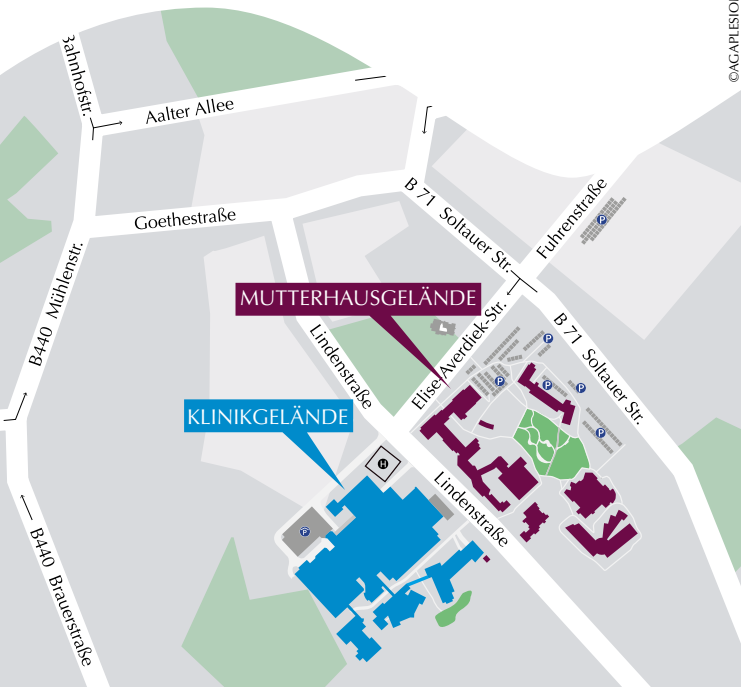 ©AGAPLESION
Bahnhofstr.
Aalter Allee
Goethestraße
B 71 Soltauer Str.
Fuhrenstraße
P
B440 Mühlenstr.
MUTTERHAUSGELÄNDE
Lindenstraße
Elise-Averdiek-Str.
B 71 Soltauer Str.
P
P
P
P
P
KLINIKGELÄNDE
H
Lindenstraße
P
B440 Brauerstraße